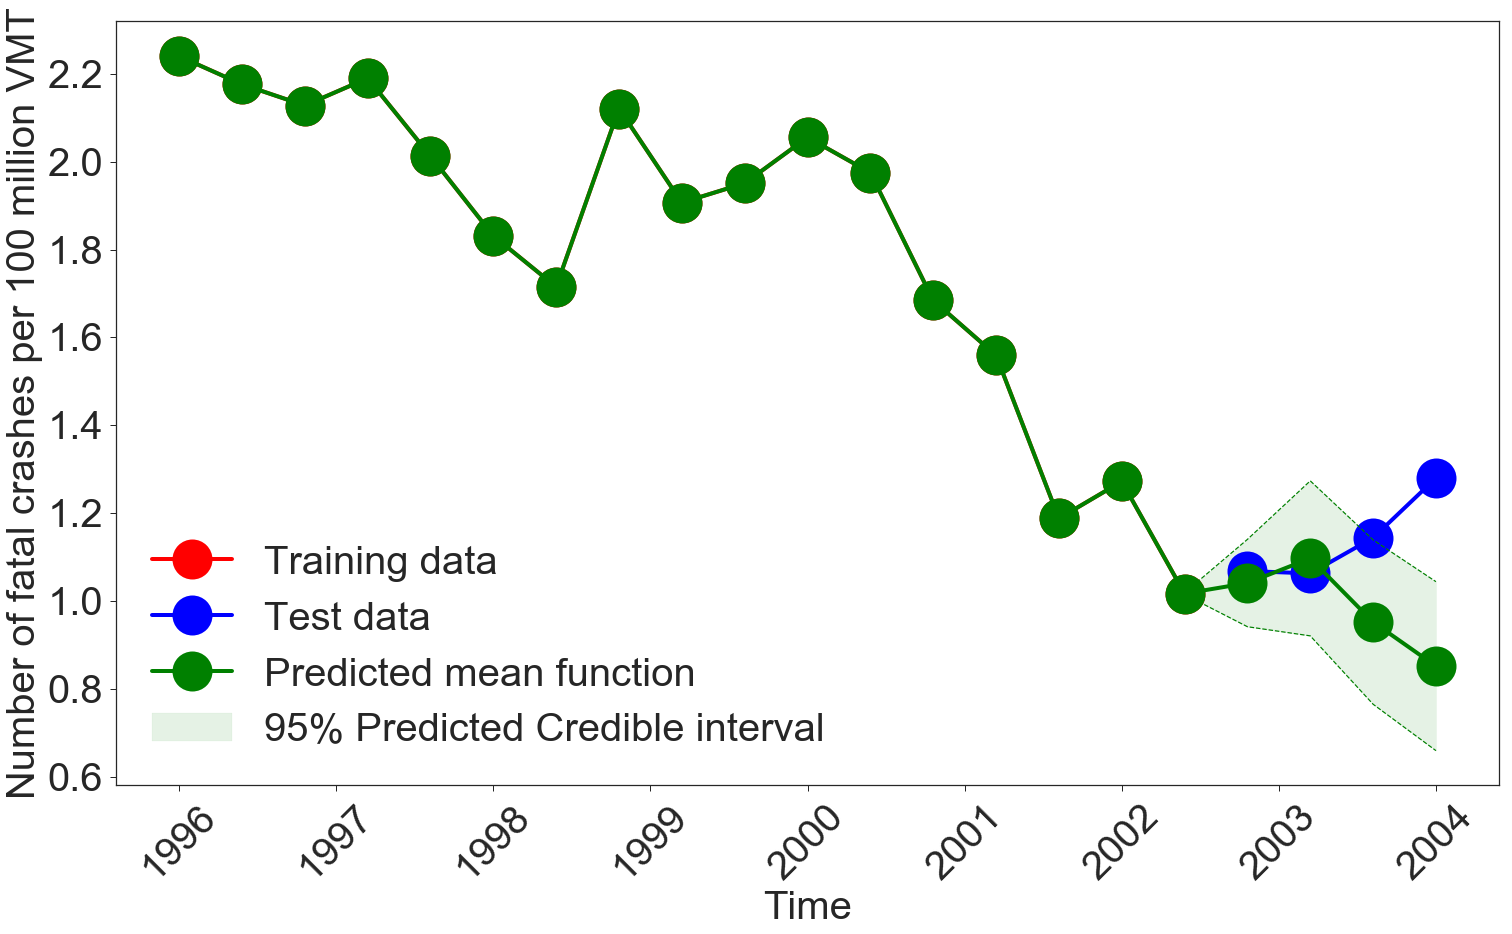 Number of fatal crashes per 100 million VMT
2.2
2.0
1.8
1.6
1.4
1.2
1.0
0.8
0.6
Training data
Test data
Predicted mean function
95% Predicted Credible interval
1996 1997 1998 1999 2000 2001 2002 2003 2004
Time